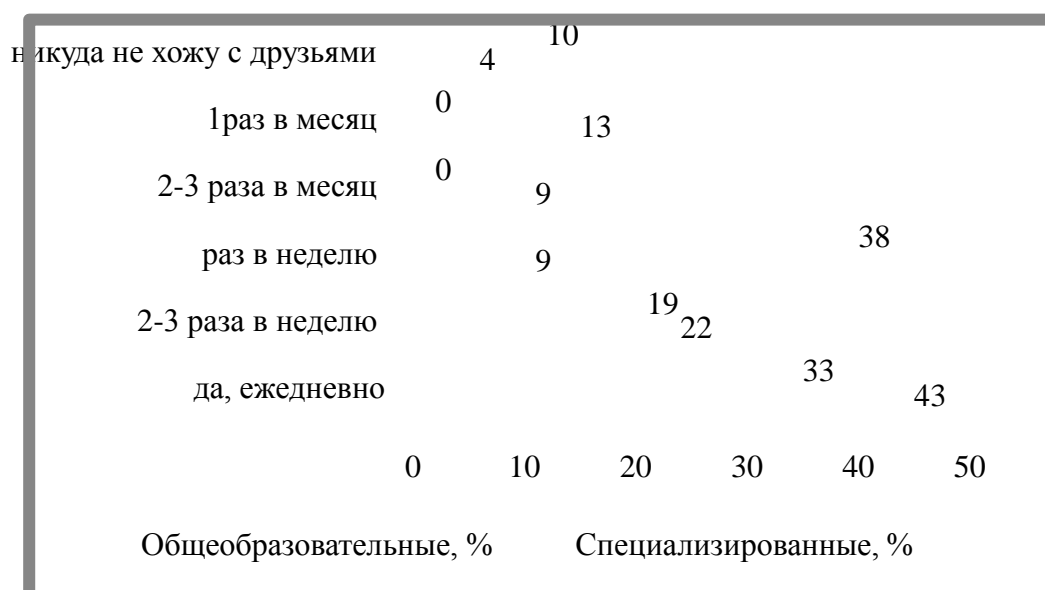 10
никуда не хожу с друзьями
4
0
1раз в месяц
13
0
2-3 раза в месяц
9
38
раз в неделю
9
19
2-3 раза в неделю
22
33
да, ежедневно
43
0 10 20 30 40 50
Общеобразовательные, % Специализированные, %